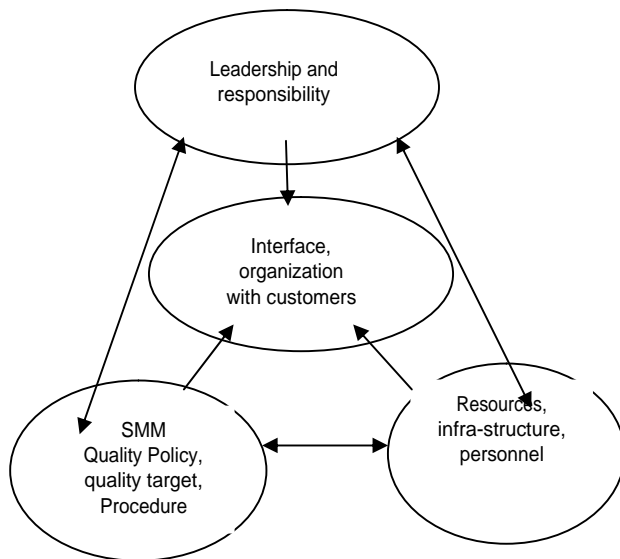 Leadership and
responsibility
Interface,
organization
with customers
SMM
Quality Policy,
quality target,
Procedure
Resources,
infra-structure,
personnel